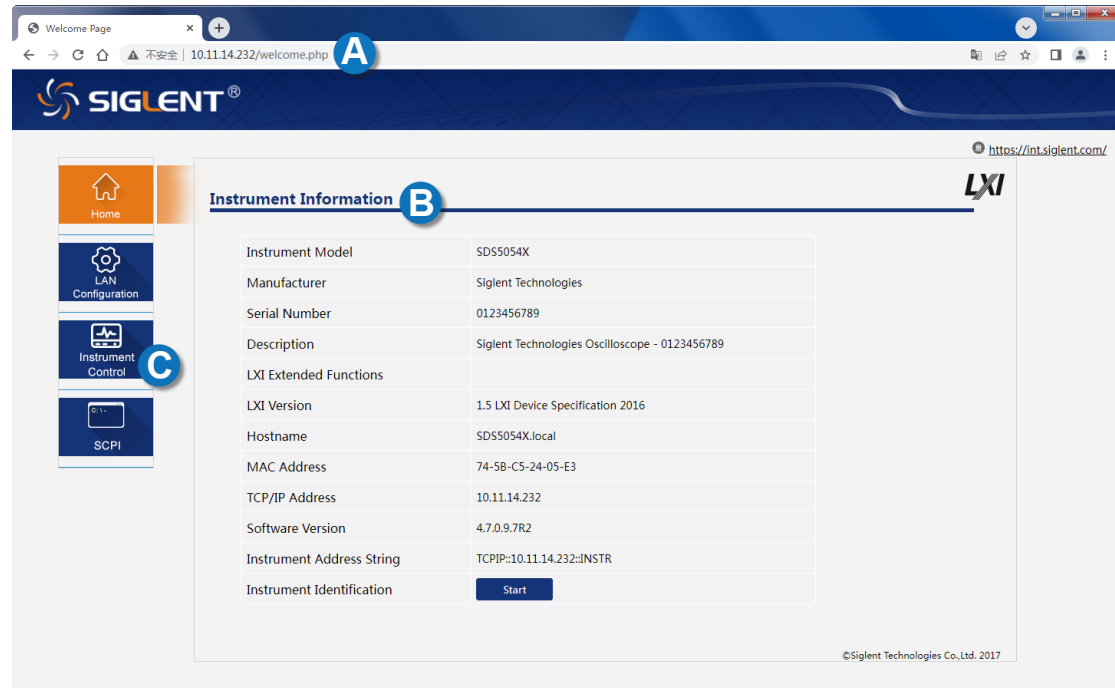 Welcome Page
不安全 | 10.11.14.232/welcome.php
A
SIGLENT®
https://int.siglent.com/
Home
LAN
Configuration
Instrument
Control
C
C:\-
SCPI
Instrument Information
B
LXI
Instrument Model SDS5054X
Manufacturer Siglent Technologies
Serial Number 0123456789
Description Siglent Technologies Oscilloscope - 0123456789
LXI Extended Functions
LXI Version 1.5 LXI Device Specification 2016
Hostname SDS5054X.local
MAC Address 74-5B-C5-24-05-E3
TCP/IP Address 10.11.14.232
Software Version 4.7.0.9.7R2
Instrument Address String TCPIP::10.11.14.232::INSTR
Instrument Identification Start
©Siglent Technologies Co.,Ltd. 2017